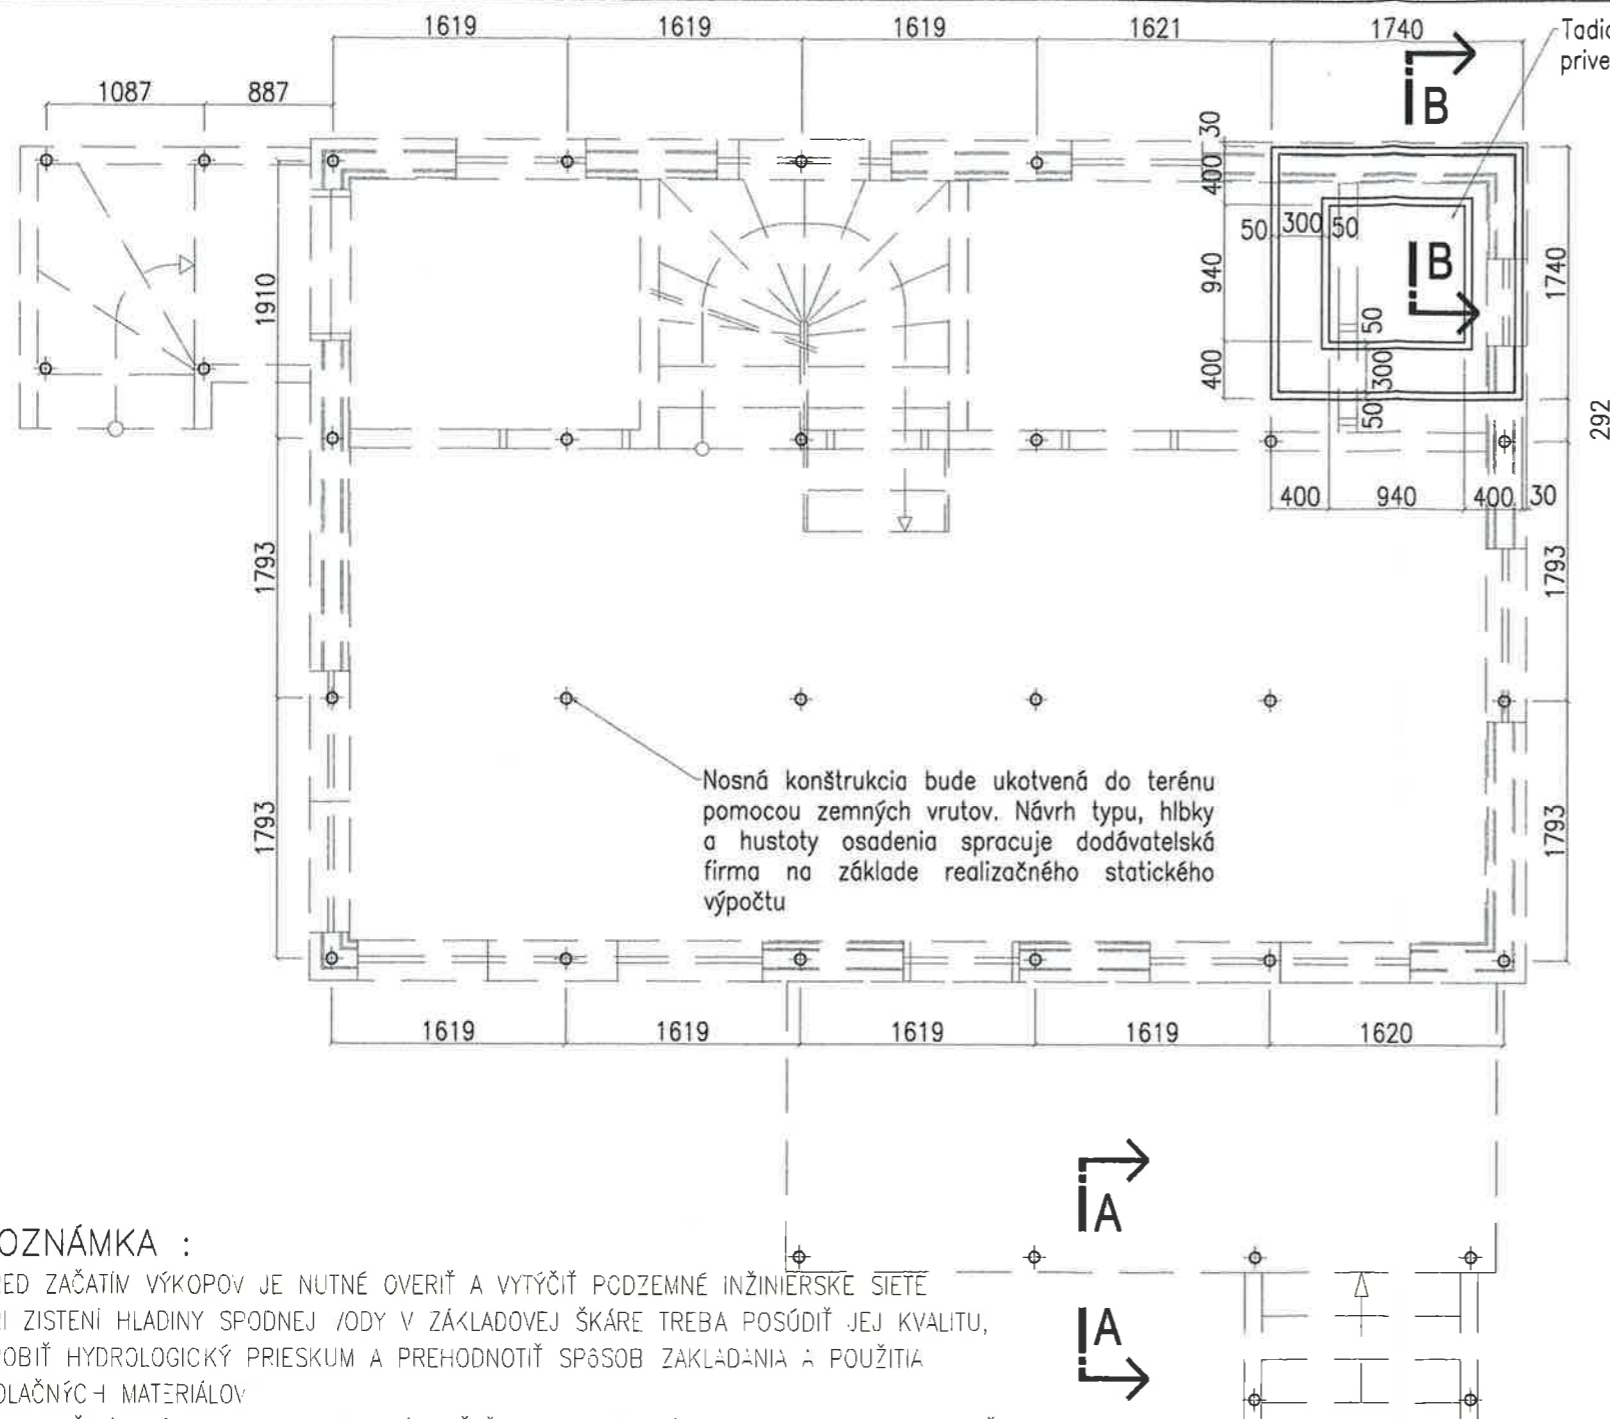 1619
1619
1619
1621
1740
1087
887
B
30
400
50
300
50
940
B
1740
1910
50
400
300
50
292
400
940
400
30
1793
1793
Nosná konštrukcia bude ukotvená do terénu
pomocou zemných vrutov. Návrh typu, hlbky
a hustoty osadenia spracuje dodávatelská
firma na základe realizačného statického
výpočtu
1793
1793
1619
1619
1619
1619
1620
A
A
OZNÁMKA :
ZAČATÍM VÝKOPOV JE NUTNÉ OVERIŤ A VYTÝČIŤ PODZEMNÉ INŽINIERSKE SIETE
ZISTENÍ HLADINY SPODNEJ VODY V ZÁKLADOVEJ ŠKÁRE TREBA POSÚDIŤ JEJ KVALITU,
HYDROLOGICKÝ PRIESKUM A PREHODNOTIŤ SPôSOB ZAKLADANIA A POUŽITIA
MATERIÁLOV